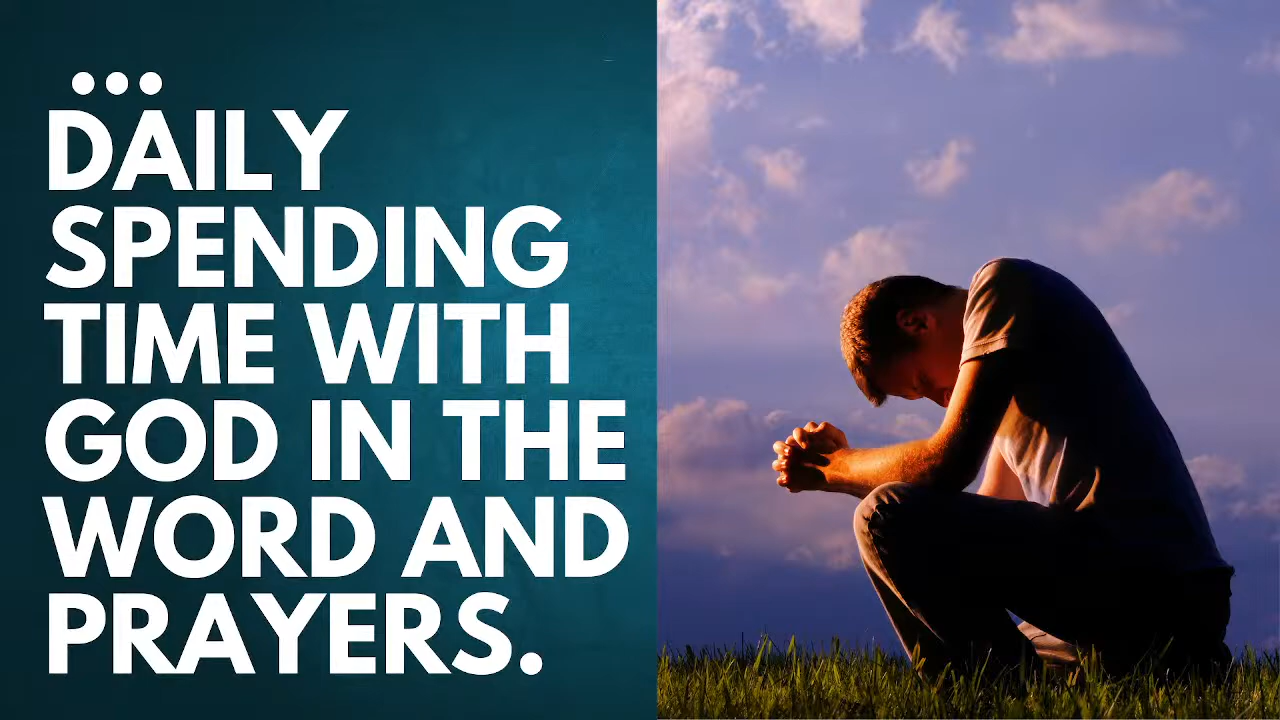 ...
DAILY
SPENDING
TIME WITH
GOD IN THE
WORD AND
PRAYERS.